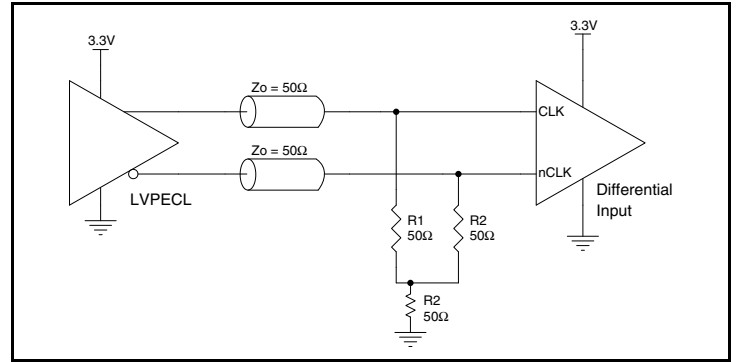 3.3V
3.3V
Zo = 50Ω
CLK
Zo = 50Ω
nCLK
LVPECL
Differential
Input
R1
50Ω
R2
50Ω
R2
50Ω